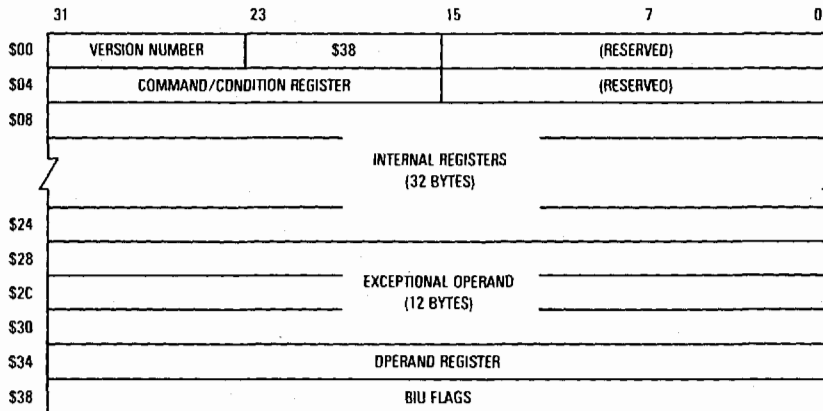 31 23 15 7 0
$00 VERSION NUMBER $38 (RESERVED)
$04 COMMAND/CONDITION REGISTER (RESERVED)
$08
INTERNAL REGISTERS
(32 BYTES)
$24
$28
EXCEPTIONAL OPERAND
$2C
(12 BYTES)
$30
$34 OPERAND REGISTER
$38 BIU FLAGS